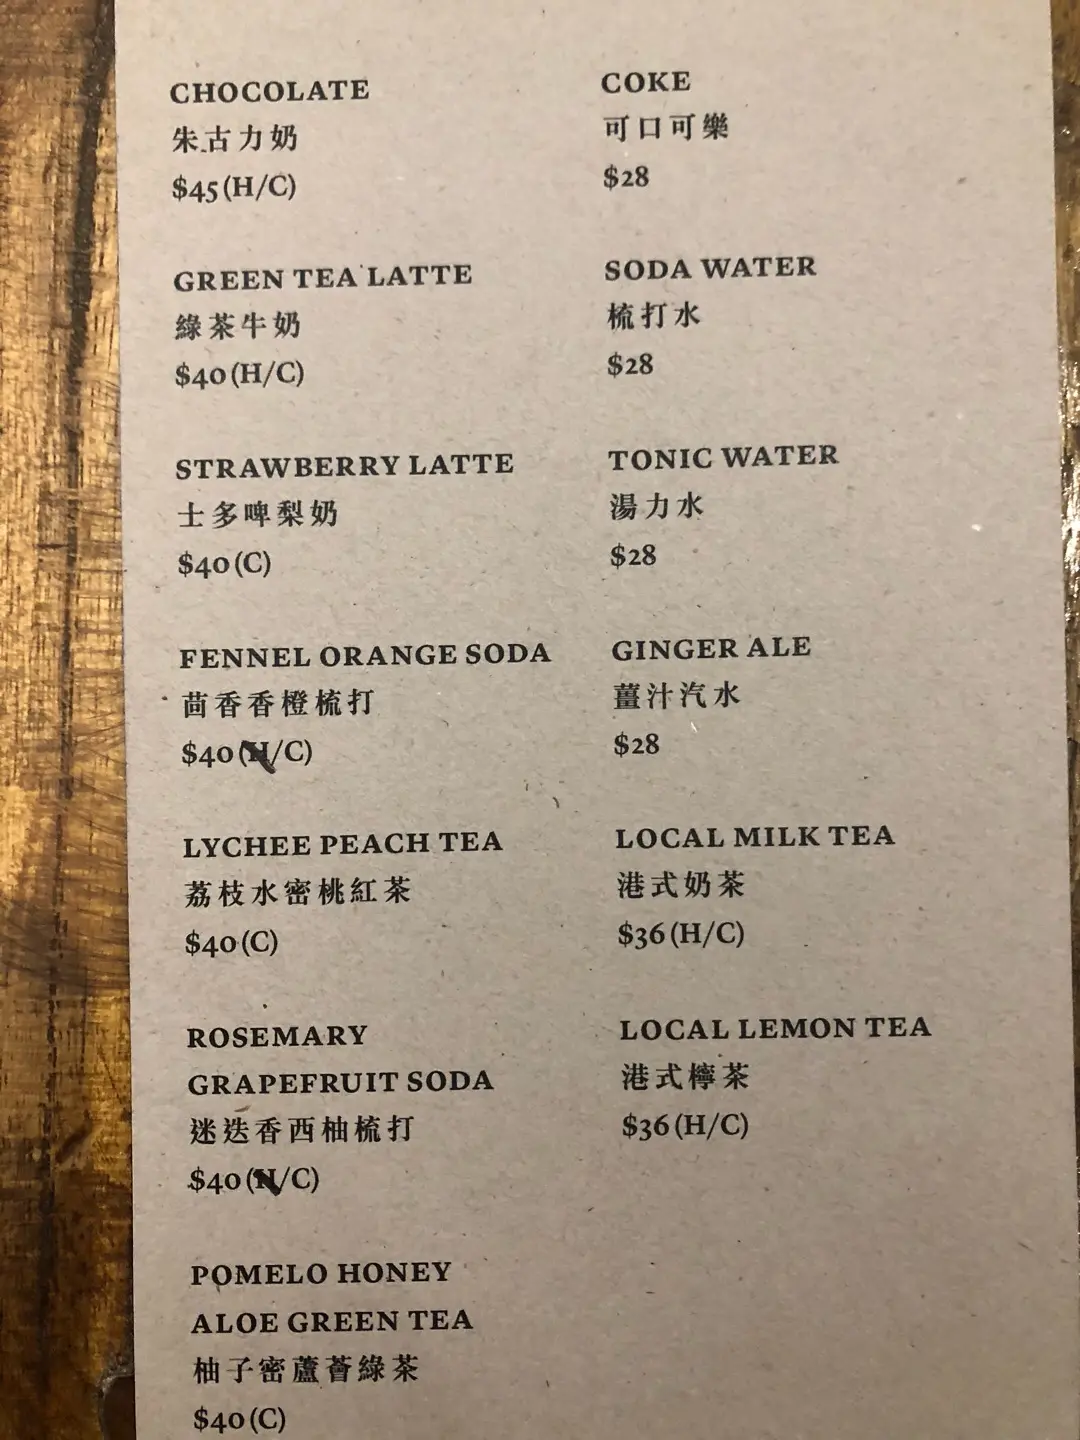 CHOCOLATE
朱古力奶
$45(H/C)
GREEN TEA LATTE
綠茶牛奶
$40(H/C)
STRAWBERRY LATTE
士多啤梨奶
$40(C)
FENNEL ORANGE SODA
茴香香橙梳打
$40(H/C)
LYCHEE PEACH TEA
荔枝水密桃紅茶
$40(C)
ROSEMARY
GRAPEFRUIT SODA
迷迭香西柚梳打
$40(H/C)
POMELO HONEY
ALOE GREEN TEA
柚子密蘆薈綠茶
$40(C)
COKE
可口可樂
$28
SODA WATER
梳打水
$28
TONIC WATER
湯力水
$28
GINGER ALE
薑汁汽水
$28
LOCAL MILK TEA
港式奶茶
$36(H/C)
LOCAL LEMON TEA
港式檸茶
$36(H/C)